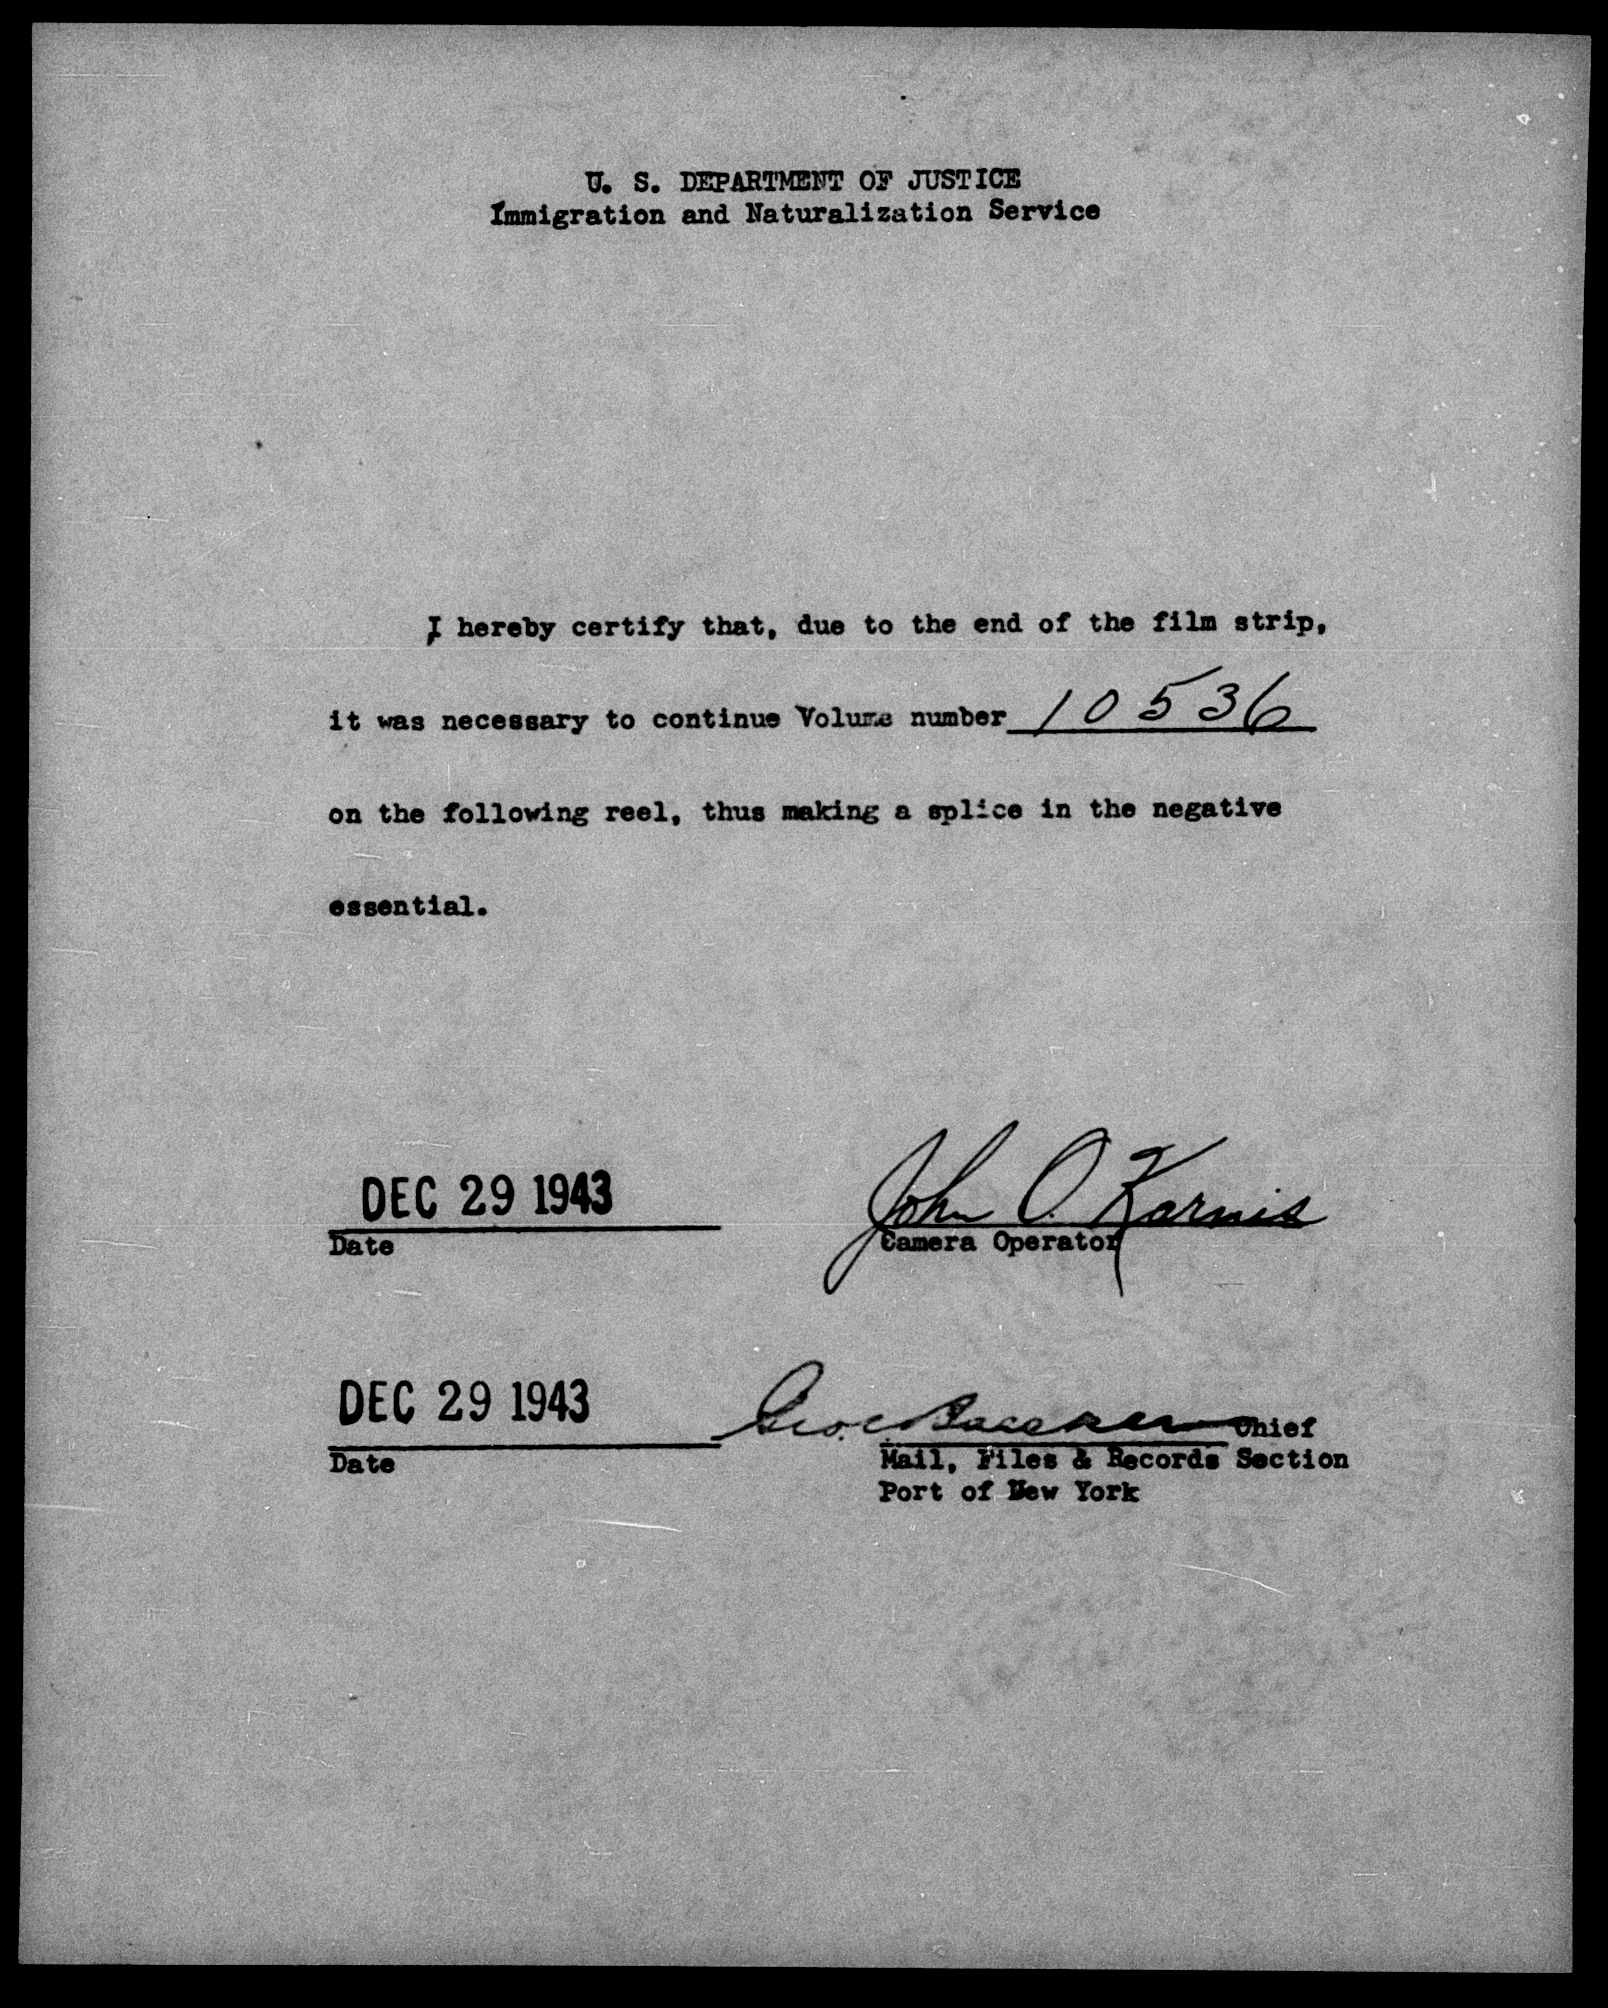 U. S. DEPARTMENT OF JUSTICE
Immigration and Naturalization Service
I hereby certify that, due to the end of the film strip,
it was necessary to continue Volume number 10536
on the following reel, thus making a splice in the negative
essential.
DEC 29 1943
Date
John O. Karnis
Camera Operator
DEC 29 1943
Date
Geo. Chief
Mail, Files & Records Section
Port of New York